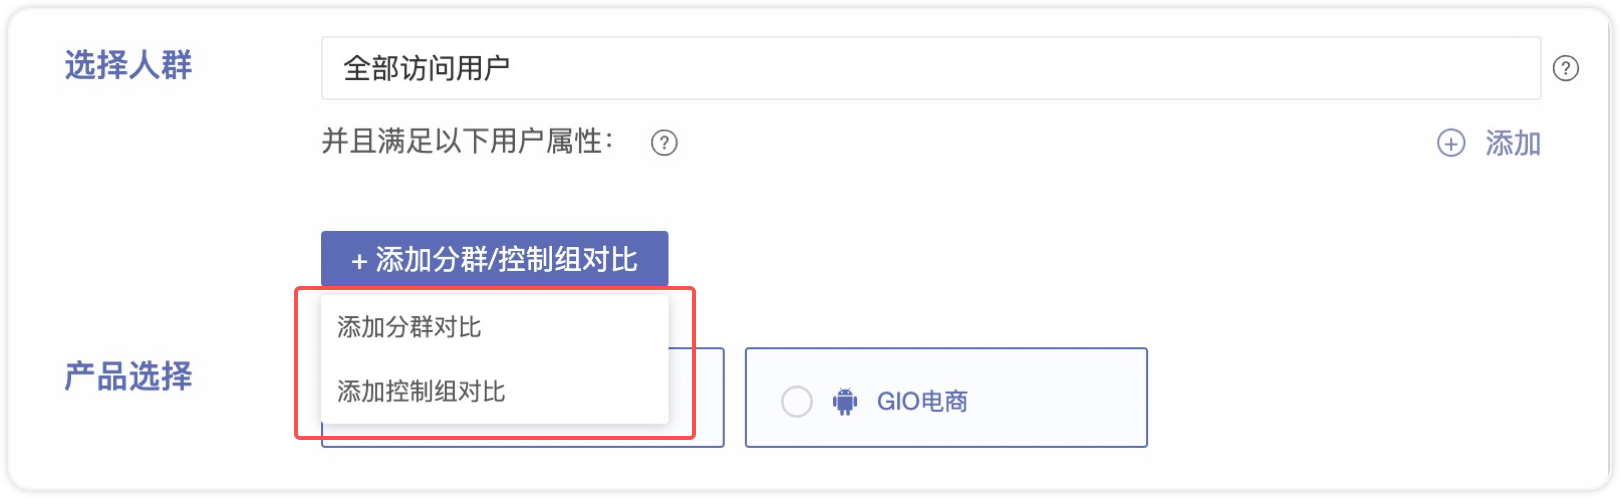 选择人群
全部访问用户
?
并且满足以下用户属性：
?
+ 添加
+ 添加分群/控制组对比
添加分群对比
添加控制组对比
产品选择
GIO电商